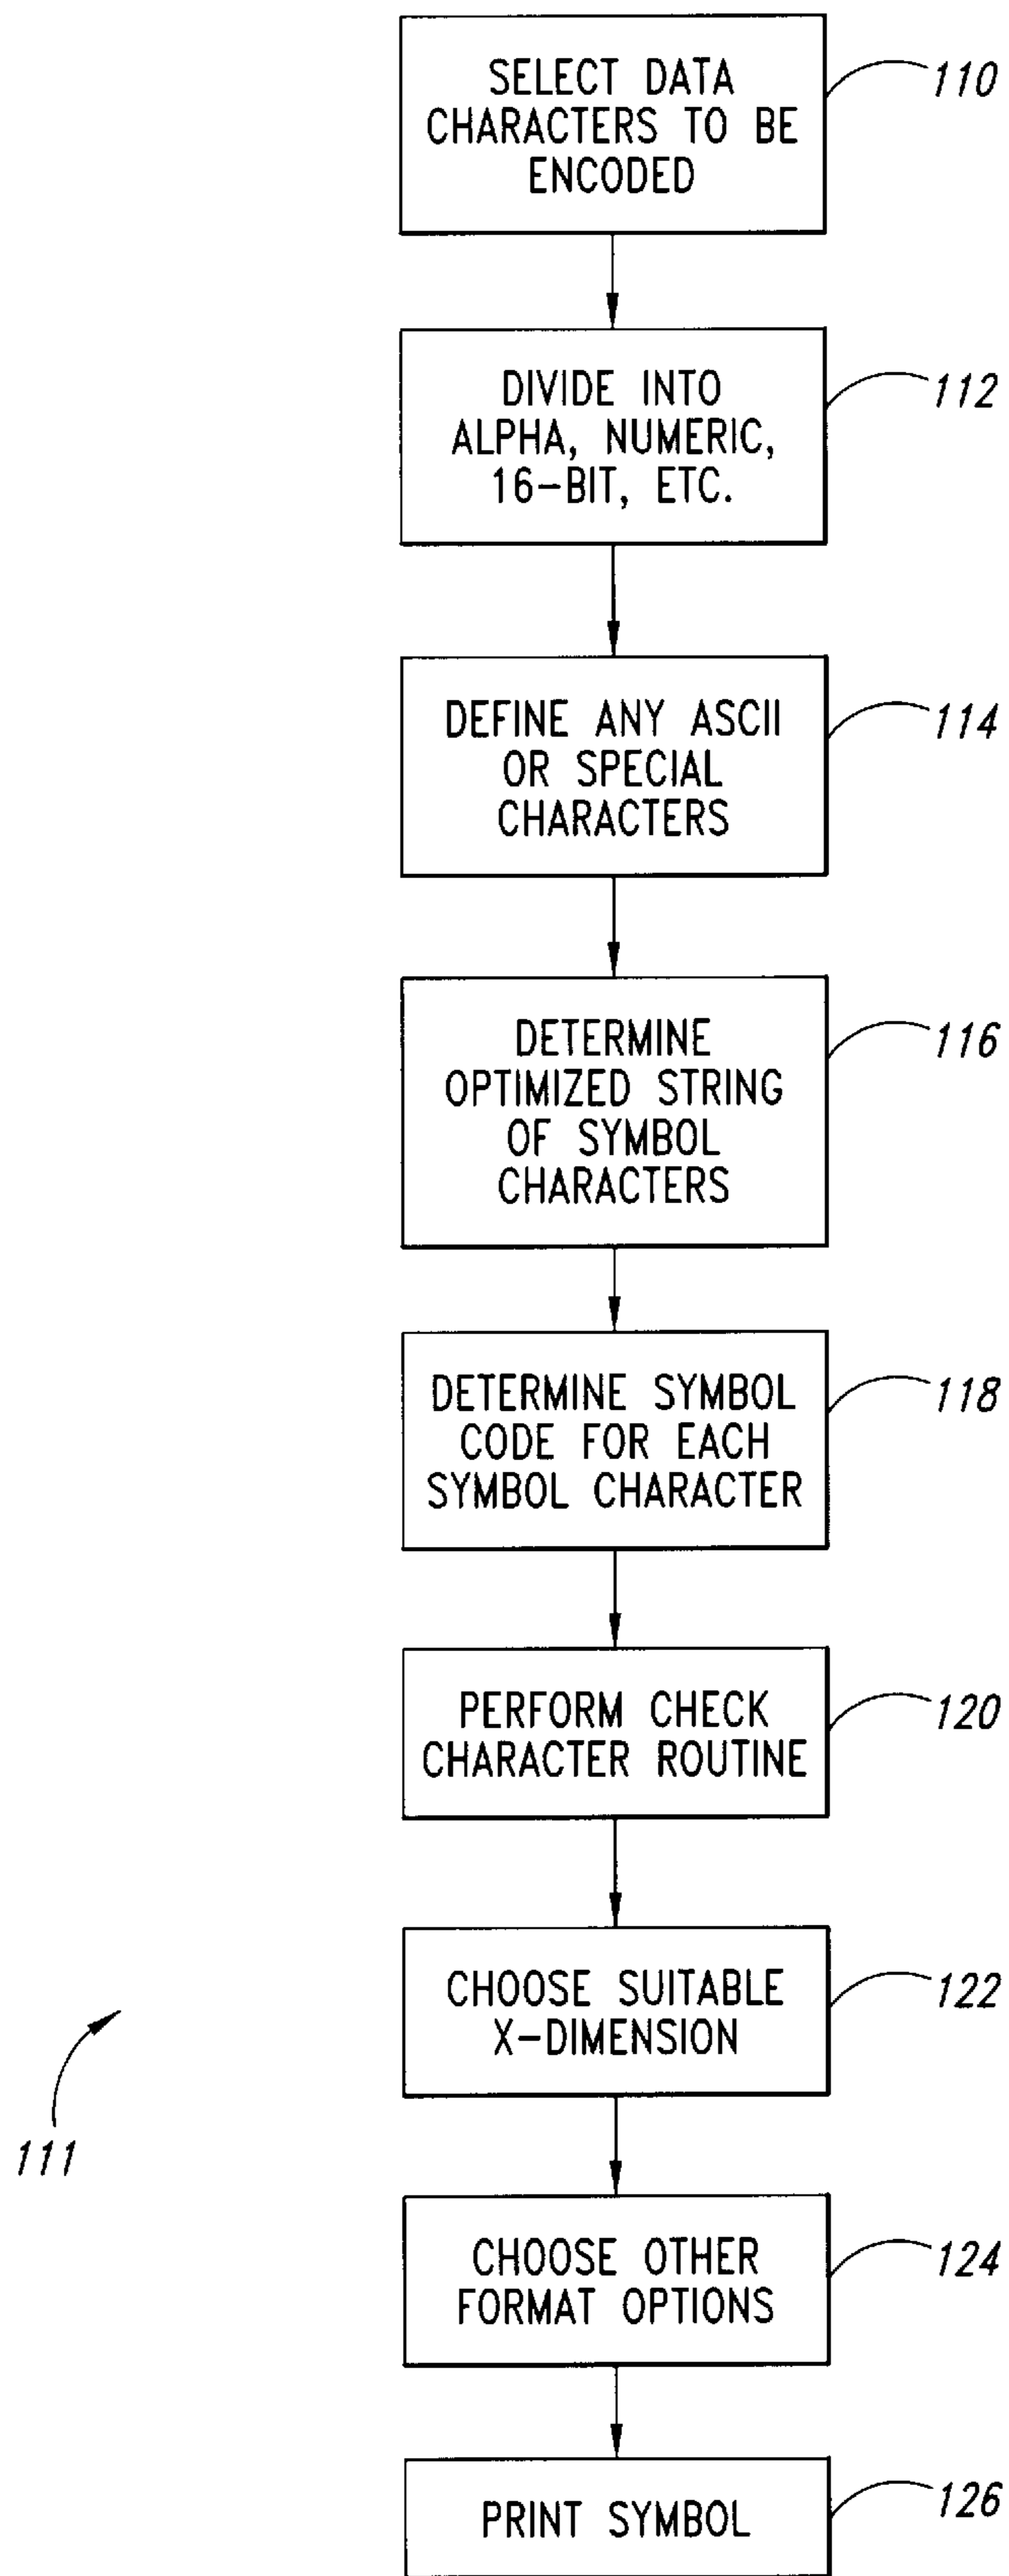 SELECT DATA
CHARACTERS TO BE
ENCODED
110
DIVIDE INTO
ALPHA, NUMERIC,
16-BIT, ETC.
112
DEFINE ANY ASCII
OR SPECIAL
CHARACTERS
114
DETERMINE
OPTIMIZED STRING
OF SYMBOL
CHARACTERS
116
DETERMINE SYMBOL
CODE FOR EACH
SYMBOL CHARACTER
118
PERFORM CHECK
CHARACTER ROUTINE
120
CHOOSE SUITABLE
X-DIMENSION
122
111
CHOOSE OTHER
FORMAT OPTIONS
124
PRINT SYMBOL
126